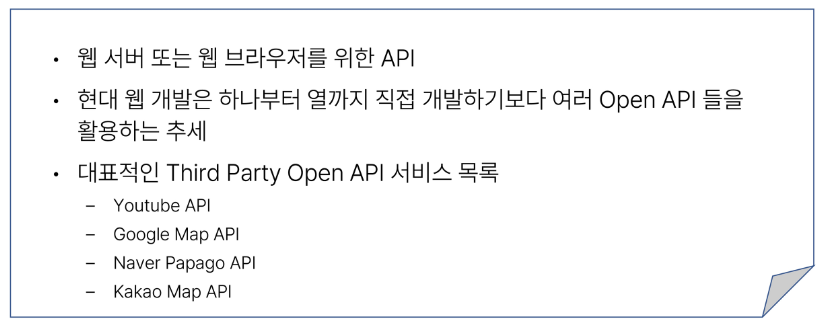 • 웹 서버 또는 웹 브라우저를 위한 API
• 현대 웹 개발은 하나부터 열까지 직접 개발하기보다 여러 Open API 들을
활용하는 추세
• 대표적인 Third Party Open API 서비스 목록
– Youtube API
– Google Map API
– Naver Papago API
– Kakao Map API